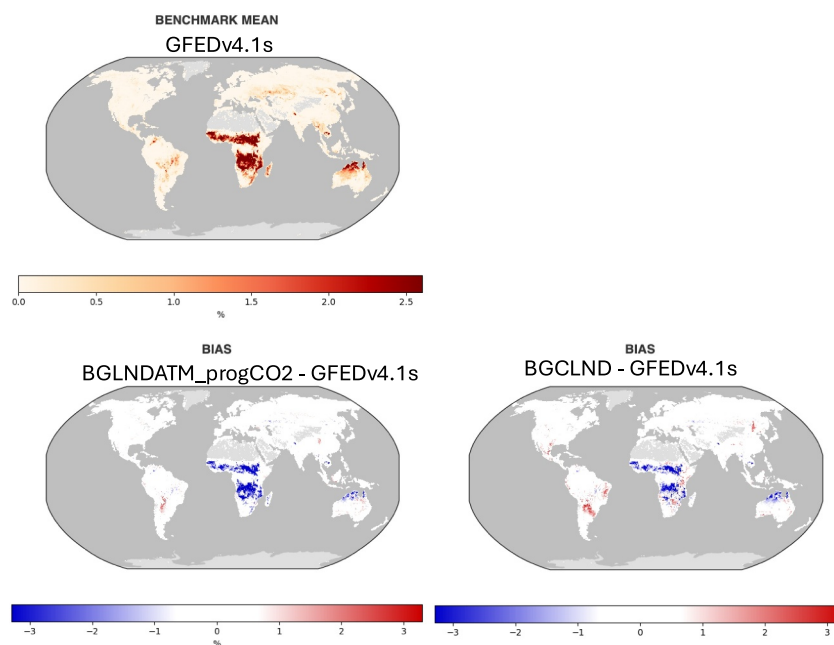 BENCHMARK MEAN
GFEDv4.1s
0.0 0.5 1.0 1.5 2.0 2.5
%
BIAS
BGLNDATM_progCO2 - GFEDv4.1s
−3 −2 −1 0 1 2 3
%
BIAS
BGCLND - GFEDv4.1s
−3 −2 −1 0 1 2 3